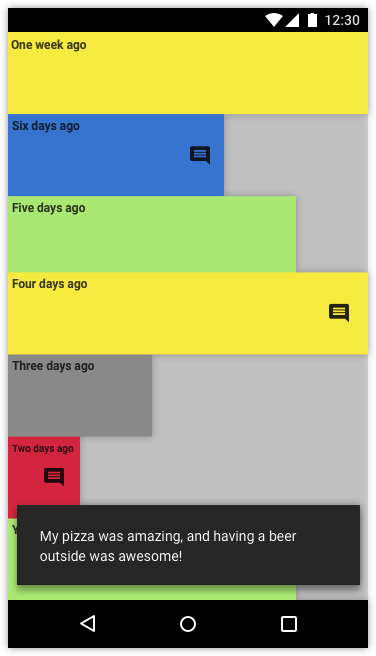 12:30
One week ago
Six days ago
Five days ago
Four days ago
Three days ago
Two days ago
My pizza was amazing, and having a beer
outside was awesome!